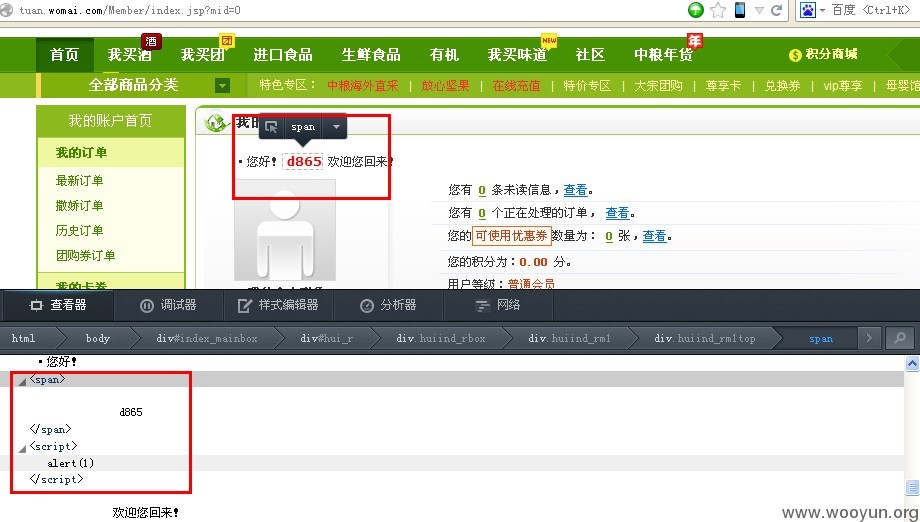 tuan.womai.com/Member/index.jsp?mid=0
百度 <Ctrl+K>
酒 团 NEW 年
首页 我买酒 我买团 进口食品 生鲜食品 有机 我买味道 社区 中粮年货 积分商城
全部商品分类 特色专区： 中粮海外直采 | 放心坚果 | 在线充值 | 特价专区 | 大宗团购 | 尊享卡 | 兑换券 | vip尊享 | 母婴馆
我的账户首页
我的 span
我的订单
• 您好! d865 欢迎您回来!
最新订单
您有 0 条未读信息，查看。
撒娇订单
您有 0 个正在处理的订单， 查看。
历史订单
您的 可使用优惠券 数量为： 0 张，查看。
团购券订单
您的积分为：0.00 分。
我的卡券
用户等级：普通会员
查看器 调试器 样式编辑器 分析器 网络
html body div#index_mainbox div#hui_r div.huiind_rbox div.huiind_rm1 div.huiind_rm1top span
• 您好!
<span>
d865
</span>
<script>
alert(1)
</script>
欢迎您回来!
www.wooyun.org